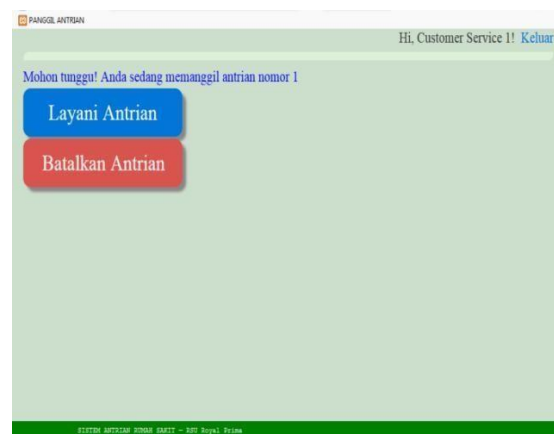 PANGGIL ANTRIAN
Hi, Customer Service 1! Keluar
Mohon tunggu! Anda sedang memanggil antrian nomor 1
Layani Antrian
Batalkan Antrian
SISTEM ANTRIAN RUMAH SAKIT - RSU Royal Prima